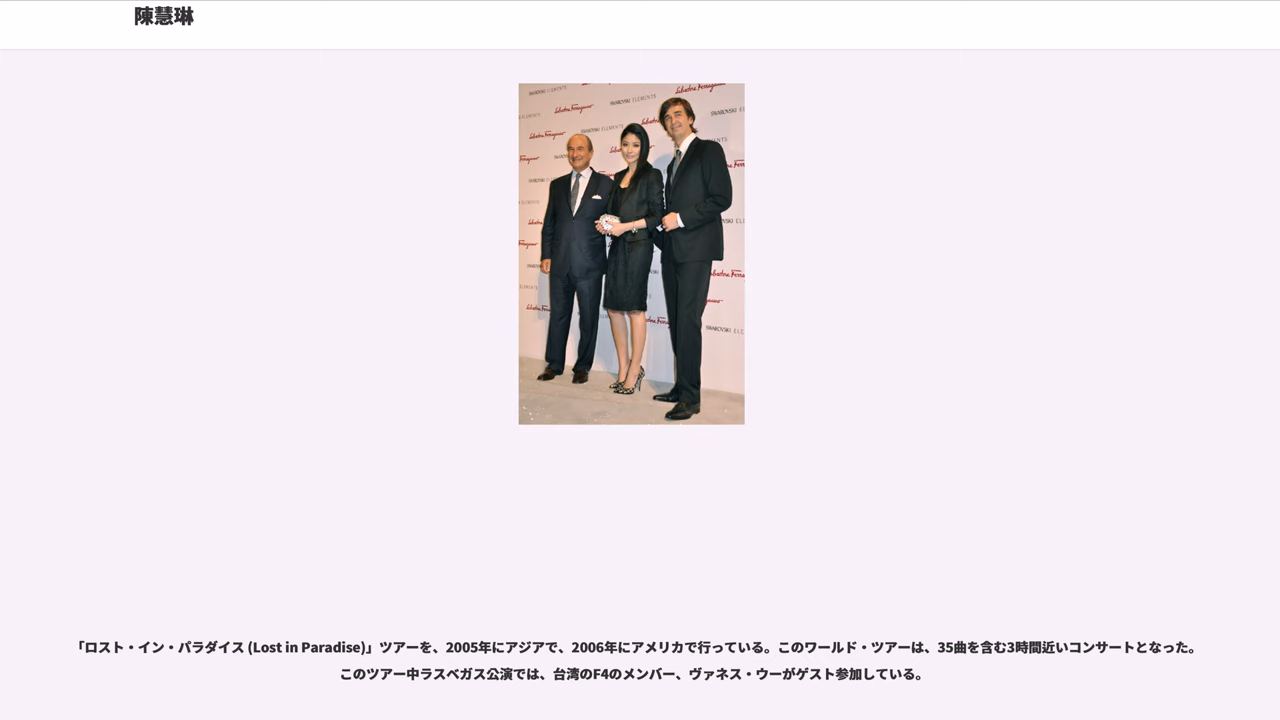 陳慧琳
SWAROVSKI ELEMENTS
Salvatore Ferragamo
「ロスト・イン・パラダイス (Lost in Paradise)」ツアーを、2005年にアジアで、2006年にアメリカで行っている。このワールド・ツアーは、35曲を含む3時間近いコンサートとなった。
このツアー中ラスベガス公演では、台湾のF4のメンバー、ヴァネス・ウーがゲスト参加している。